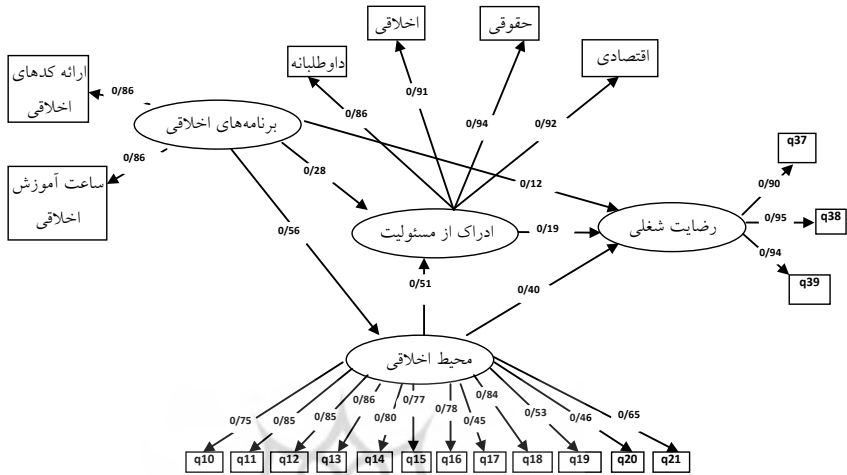 اخلاقی
حقوقی
داوطلبانه
اقتصادی
ارائه کدهای
اخلاقی
0/86
0/91
0/86
0/94
0/92
برنامه‌های اخلاقی
q37
ساعت آموزش
اخلاقی
0/86
0/28
0/12
0/90
0/56
ادراک از مسئولیت
0/19
رضایت شغلی
0/95
q38
0/94
q39
0/51
0/40
محیط اخلاقی
0/75
0/85
0/85
0/86
0/80
0/77
0/78
0/45
0/84
0/53
0/46
0/65
q10
q11
q12
q13
q14
q15
q16
q17
q18
q19
q20
q21